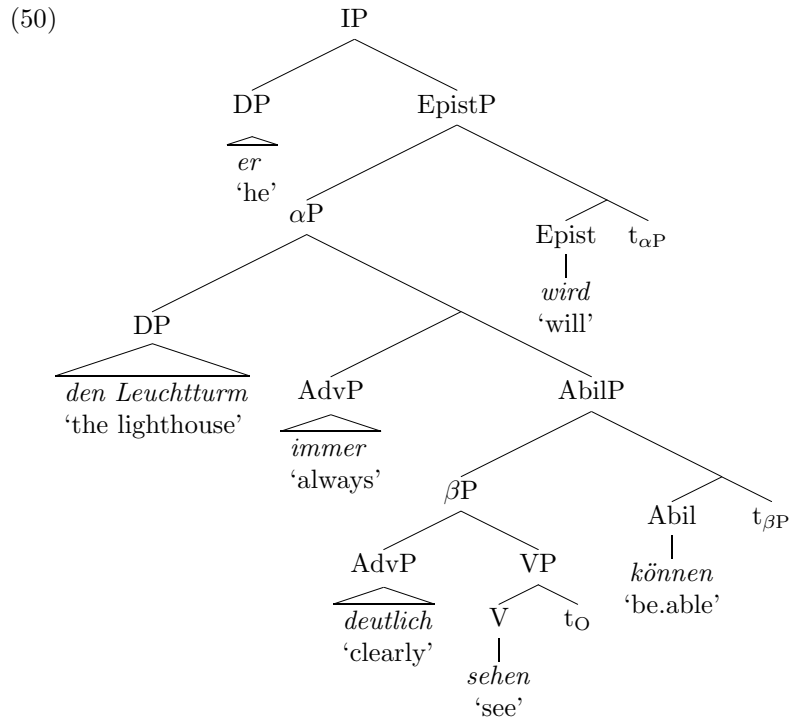 (50)
IP
DP EpistP
er
‘he’
αP
Epist t_αP
wird
‘will’
DP
den Leuchtturm
‘the lighthouse’
AdvP AbilP
immer
‘always’
βP
Abil t_βP
können
‘be.able’
AdvP VP
deutlich
‘clearly’
V t_O
sehen
‘see’